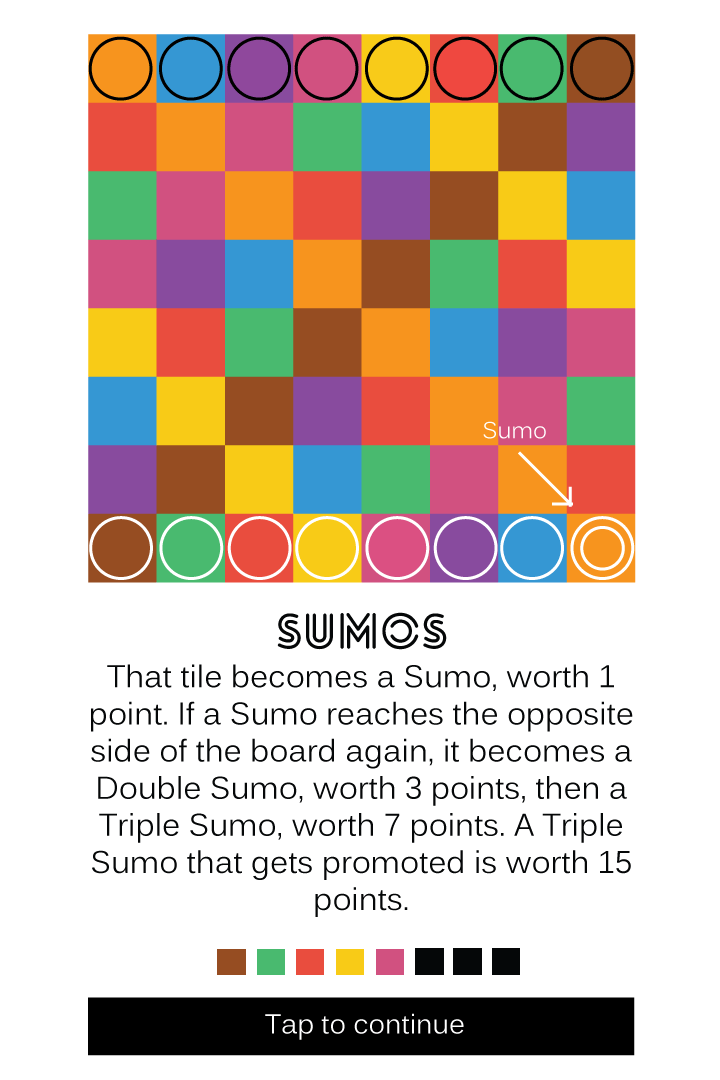 Sumo
SUMOS
That tile becomes a Sumo, worth 1
point. If a Sumo reaches the opposite
side of the board again, it becomes a
Double Sumo, worth 3 points, then a
Triple Sumo, worth 7 points. A Triple
Sumo that gets promoted is worth 15
points.
Tap to continue